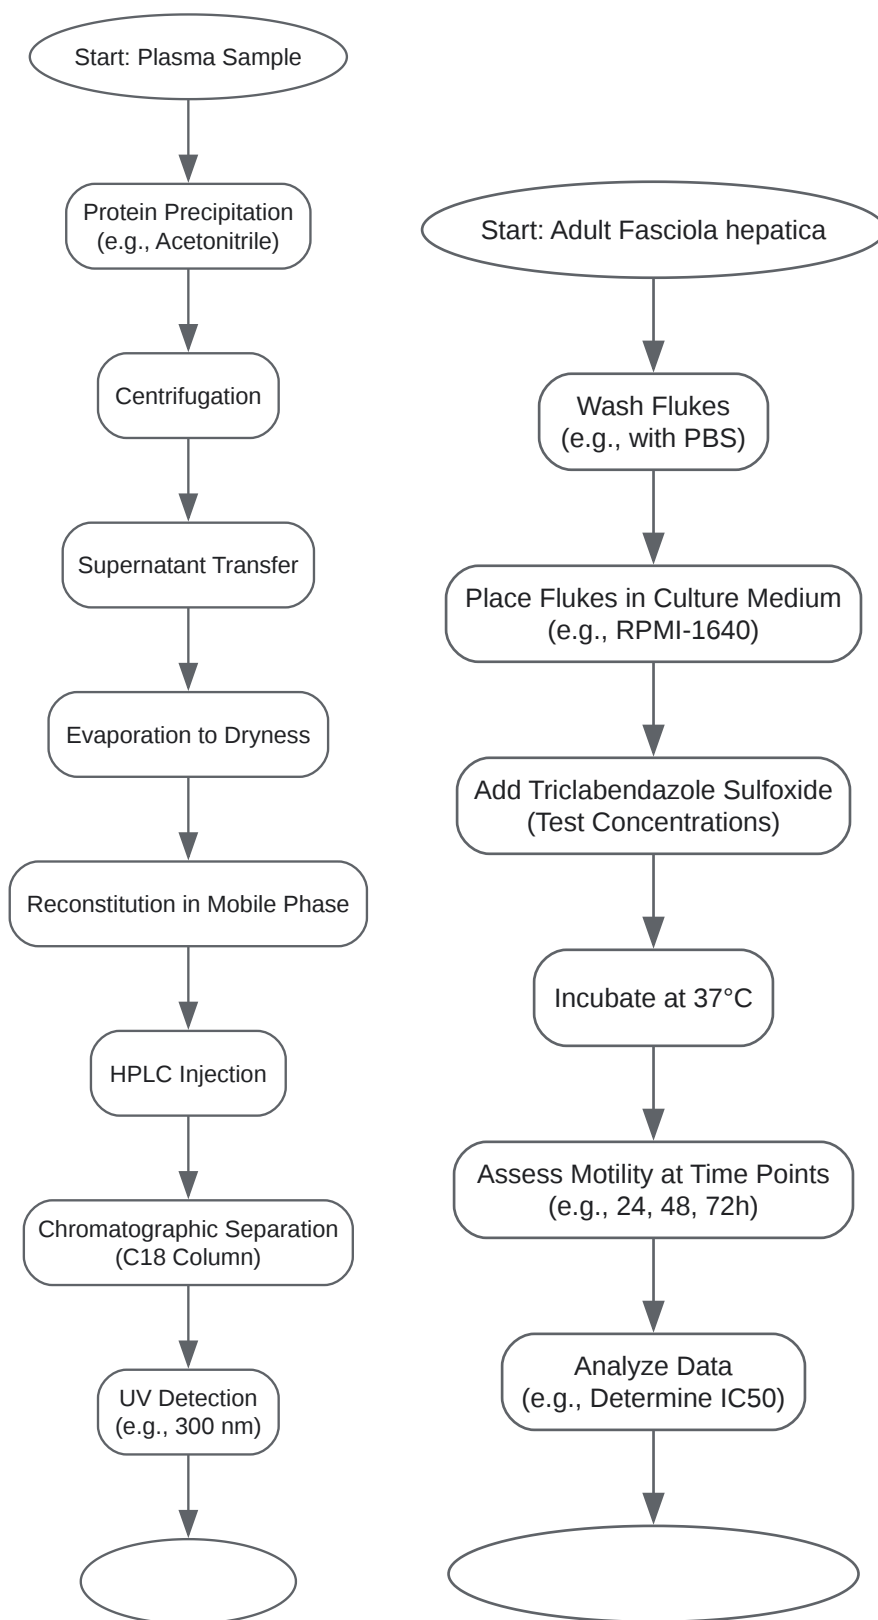 Start: Plasma Sample
Protein Precipitation
(e.g., Acetonitrile)
Centrifugation
Supernatant Transfer
Evaporation to Dryness
Reconstitution in Mobile Phase
HPLC Injection
Chromatographic Separation
(C18 Column)
UV Detection
(e.g., 300 nm)
Start: Adult Fasciola hepatica
Wash Flukes
(e.g., with PBS)
Place Flukes in Culture Medium
(e.g., RPMI-1640)
Add Triclabendazole Sulfoxide
(Test Concentrations)
Incubate at 37°C
Assess Motility at Time Points
(e.g., 24, 48, 72h)
Analyze Data
(e.g., Determine IC50)